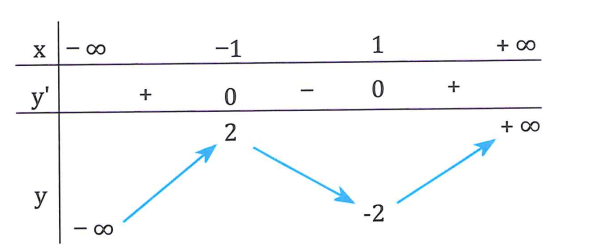 x − ∞ −1 1 + ∞
y' + 0 − 0 +
2 + ∞
y
− ∞ -2